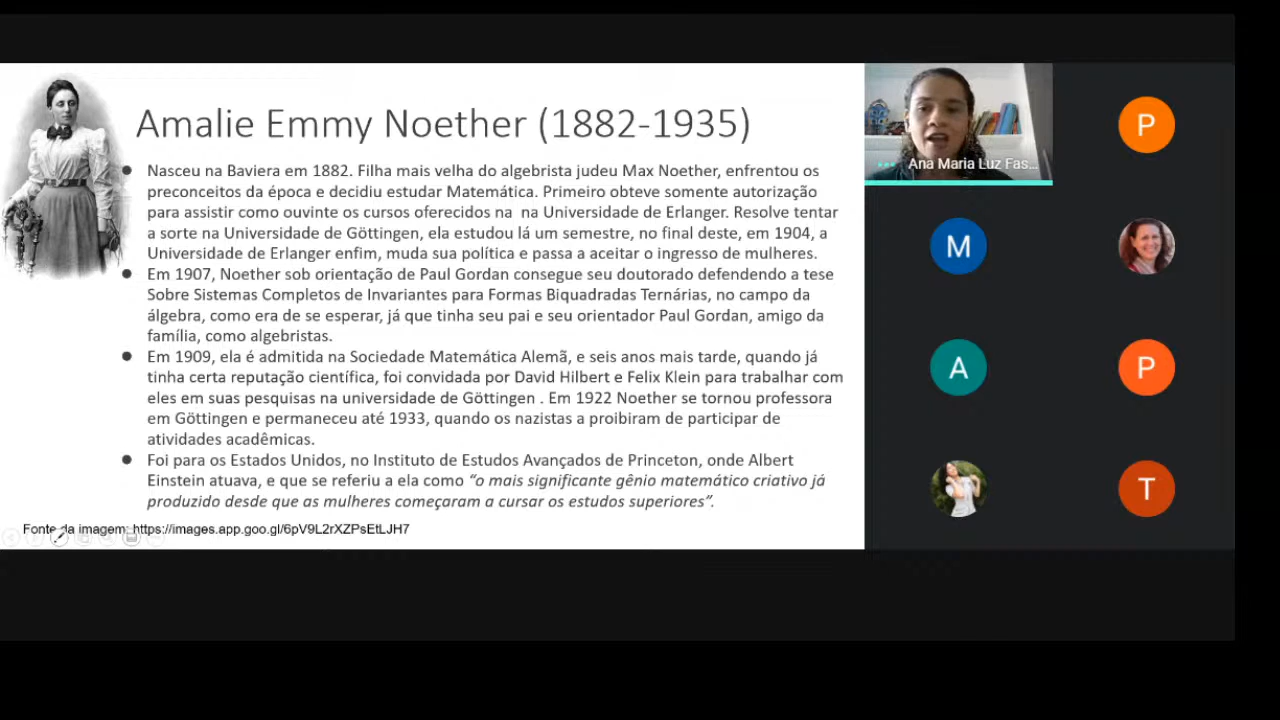 Amalie Emmy Noether (1882-1935)
Nasceu na Baviera em 1882. Filha mais velha do algebrista judeu Max Noether, enfrentou os
preconceitos da época e decidiu estudar Matemática. Primeiro obteve somente autorização
para assistir como ouvinte os cursos oferecidos na na Universidade de Erlanger. Resolve tentar
a sorte na Universidade de Göttingen, ela estudou lá um semestre, no final deste, em 1904, a
Universidade de Erlanger enfim, muda sua política e passa a aceitar o ingresso de mulheres.
Em 1907, Noether sob orientação de Paul Gordan consegue seu doutorado defendendo a tese
Sobre Sistemas Completos de Invariantes para Formas Biquadradas Ternárias, no campo da
álgebra, como era de se esperar, já que tinha seu pai e seu orientador Paul Gordan, amigo da
família, como algebristas.
Em 1909, ela é admitida na Sociedade Matemática Alemã, e seis anos mais tarde, quando já
tinha certa reputação científica, foi convidada por David Hilbert e Felix Klein para trabalhar com
eles em suas pesquisas na universidade de Göttingen . Em 1922 Noether se tornou professora
em Göttingen e permaneceu até 1933, quando os nazistas a proibiram de participar de
atividades acadêmicas.
Foi para os Estados Unidos, no Instituto de Estudos Avançados de Princeton, onde Albert
Einstein atuava, e que se referiu a ela como “o mais significante gênio matemático criativo já
produzido desde que as mulheres começaram a cursar os estudos superiores”.
Fonte da imagem: https://images.app.goo.gl/6pV9L2rXZPsEtLJH7
Ana Maria Luz Fas...
P
M
A
P
T